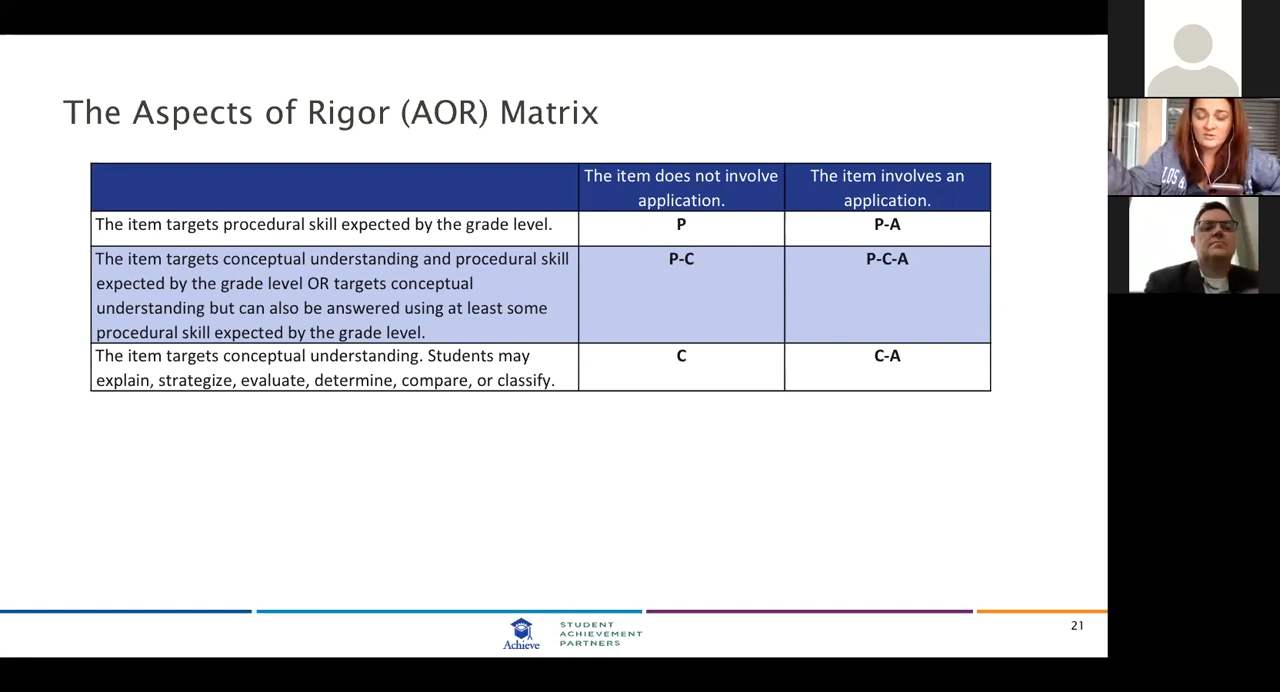 The Aspects of Rigor (AOR) Matrix
The item does not involve application.
The item involves an application.
The item targets procedural skill expected by the grade level.
P
P-A
The item targets conceptual understanding and procedural skill
expected by the grade level OR targets conceptual
understanding but can also be answered using at least some
procedural skill expected by the grade level.
P-C
P-C-A
The item targets conceptual understanding. Students may
explain, strategize, evaluate, determine, compare, or classify.
C
C-A
Achieve
STUDENT
ACHIEVEMENT
PARTNERS
21
LOS